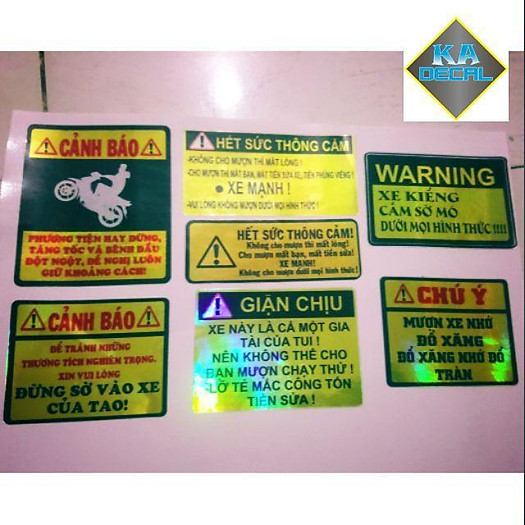 KA
DECAL
CẢNH BÁO
PHƯƠNG TIỆN HAY DỪNG,
TĂNG TỐC VÀ BỆNH ĐẦU
ĐỘT NGỘT, ĐỀ NGHỊ LUÔN
GIỮ KHOẢNG CÁCH!
HẾT SỨC THÔNG CẢM
-KHÔNG CHO MƯỢN THÌ MẤT LÒNG !
-CHO MƯỢN THÌ MẤT BẠN, MẤT TIỀN SỬA XE, TIỀN PHÚNG VIẾNG !
● XE MẠNH !
-VUI LÒNG KHÔNG MƯỢN DƯỚI MỌI HÌNH THỨC !
WARNING
XE KIỂNG
CẤM SỜ MÓ
DƯỚI MỌI HÌNH THỨC !!!!
HẾT SỨC THÔNG CẢM!
Không cho mượn thì mất lòng!
Cho mượn mất bạn, mất tiền sửa!
XE MẠNH!
Không cho mượn dưới mọi hình thức !
CẢNH BÁO
ĐỂ TRÁNH NHỮNG
THƯƠNG TÍCH NGHIÊM TRỌNG,
XIN VUI LÒNG
ĐỪNG SỜ VÀO XE
CỦA TAO!
GIẬN CHỊU
XE NÀY LÀ CẢ MỘT GIA
TÀI CỦA TUI !
NÊN KHÔNG THỂ CHO
BẠN MƯỢN CHẠY THỬ !
LỠ TÉ MẮC CÔNG TỐN
TIỀN SỬA !
CHÚ Ý
MƯỢN XE NHỚ
ĐỔ XĂNG
ĐỔ XĂNG NHỚ ĐỔ
TRÀN